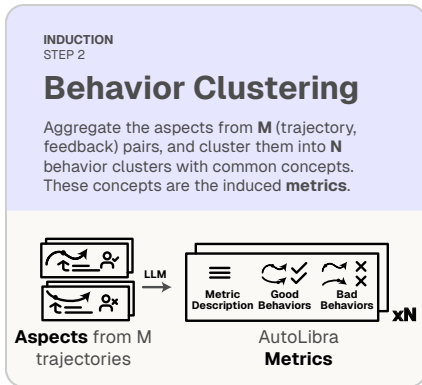 INDUCTION
STEP 2
Behavior Clustering
Aggregate the aspects from M (trajectory,
feedback) pairs, and cluster them into N
behavior clusters with common concepts.
These concepts are the induced metrics.
LLM
Metric
Description
Good
Behaviors
Bad
Behaviors
xN
Aspects from M
trajectories
AutoLibra
Metrics